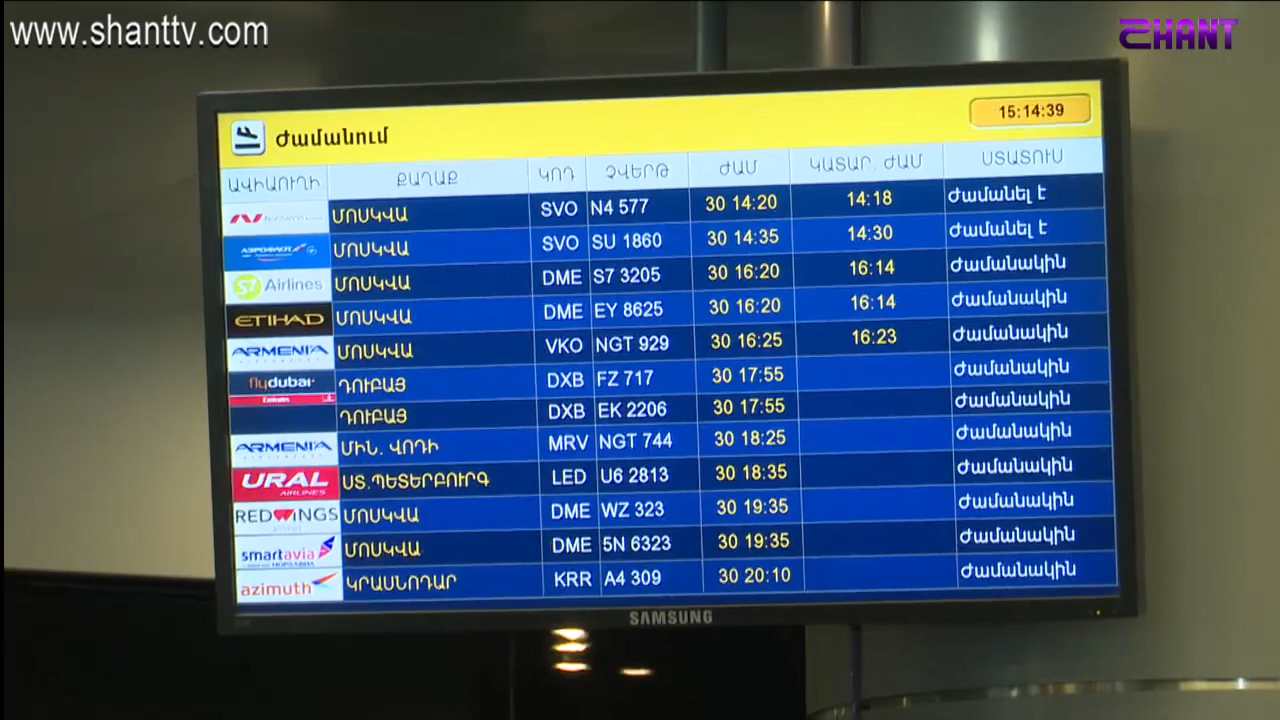 www.shanttv.com
SHANT
Ժամանում 15:14:39
ԱՎԻԱՈՒՂԻ ՔԱՂԱՔ ԿՈԴ ՉՎԵՐԹ ԺԱՄ ԿԱՏԱՐ. ԺԱՄ ՍՏԱՏՈՒՍ
ՄՈՍԿՎԱ SVO N4 577 30 14:20 14:18 Ժամանել է
АЭРОФЛОТ ՄՈՍԿՎԱ SVO SU 1860 30 14:35 14:30 Ժամանել է
S7 Airlines ՄՈՍԿՎԱ DME S7 3205 30 16:20 16:14 Ժամանակին
ETIHAD ՄՈՍԿՎԱ DME EY 8625 30 16:20 16:14 Ժամանակին
ARMENIA ՄՈՍԿՎԱ VKO NGT 929 30 16:25 16:23 Ժամանակին
flydubai ԴՈՒԲԱՅ DXB FZ 717 30 17:55 Ժամանակին
Emirates ԴՈՒԲԱՅ DXB EK 2206 30 17:55 Ժամանակին
ARMENIA ՄԻՆ. ՎՈԴԻ MRV NGT 744 30 18:25 Ժամանակին
URAL AIRLINES ՍՏ.ՊԵՏԵՐԲՈՒՐԳ LED U6 2813 30 18:35 Ժամանակին
REDWINGS ՄՈՍԿՎԱ DME WZ 323 30 19:35 Ժամանակին
smartavia ՄՈՍԿՎԱ DME 5N 6323 30 19:35 Ժամանակին
azimuth ԿՐԱՍՆՈԴԱՐ KRR A4 309 30 20:10 Ժամանակին
SAMSUNG